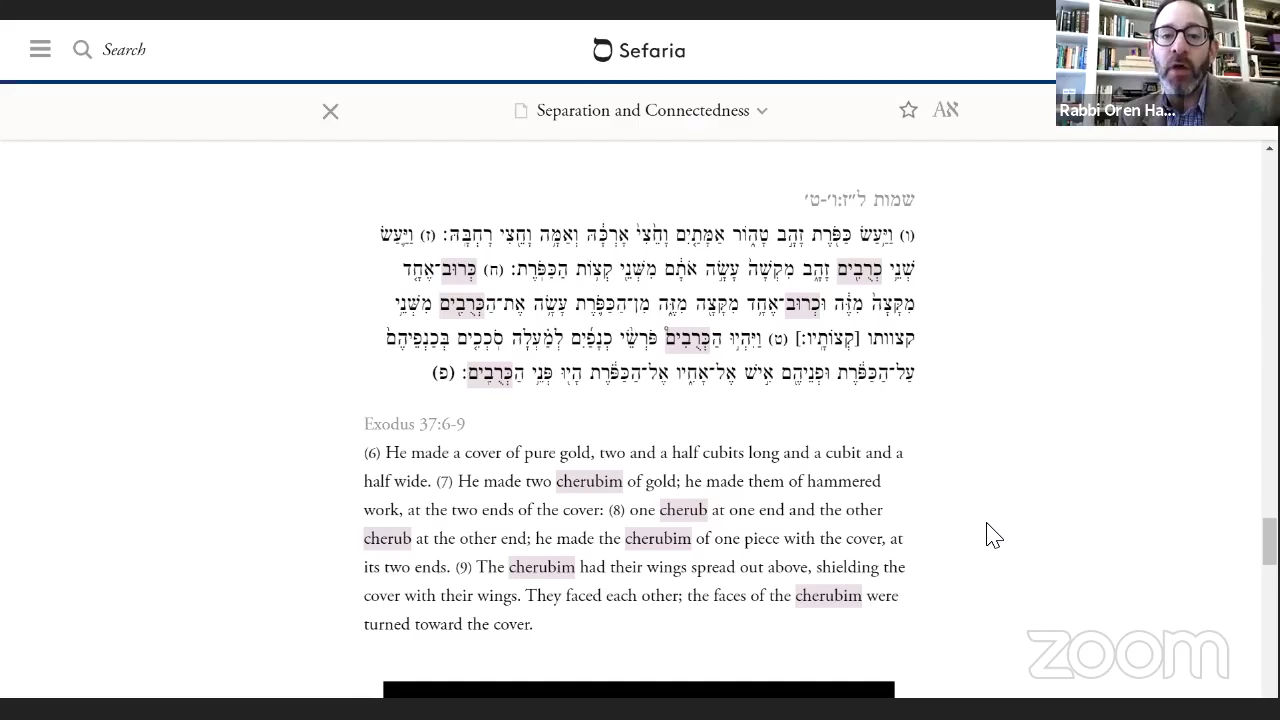 Search
Sefaria
Rabbi Oren Ha...
Separation and Connectedness
Aא
שמות ל״ז:ו׳-ט׳
(ו) וַיַּ֥עַשׂ כַּפֹּ֖רֶת זָהָ֣ב טָה֑וֹר אַמָּתַ֤יִם וָחֵ֙צִי֙ אׇרְכָּ֔הּ וְאַמָּ֥ה וָחֵ֖צִי רׇחְבָּֽהּ׃ (ז) וַיַּ֛עַשׂ
שְׁנֵ֥י כְרֻבִ֖ים זָהָ֑ב מִקְשָׁה֙ עָשָׂ֣ה אֹתָ֔ם מִשְּׁנֵ֖י קְצ֥וֹת הַכַּפֹּֽרֶת׃ (ח) כְּרוּב־אֶחָ֤ד
מִקָּצָה֙ מִזֶּ֔ה וּכְרוּב־אֶחָ֥ד מִקָּצָ֖ה מִזֶּ֑ה מִן־הַכַּפֹּ֛רֶת עָשָׂ֥ה אֶת־הַכְּרֻבִ֖ים מִשְּׁנֵ֥י
קצוותו [קְצוֹתָֽיו׃] (ט) וַיִּהְי֣וּ הַכְּרֻבִים֩ פֹּרְשֵׂ֨י כְנָפַ֜יִם לְמַ֗עְלָה סֹֽכְכִ֤ים בְּכַנְפֵיהֶם֙
עַל־הַכַּפֹּ֔רֶת וּפְנֵיהֶ֖ם אִ֣ישׁ אֶל־אָחִ֑יו אֶל־הַכַּפֹּ֔רֶת הָי֖וּ פְּנֵ֥י הַכְּרֻבִֽים׃ (פ)
Exodus 37:6-9
(6) He made a cover of pure gold, two and a half cubits long and a cubit and a
half wide. (7) He made two cherubim of gold; he made them of hammered
work, at the two ends of the cover: (8) one cherub at one end and the other
cherub at the other end; he made the cherubim of one piece with the cover, at
its two ends. (9) The cherubim had their wings spread out above, shielding the
cover with their wings. They faced each other; the faces of the cherubim were
turned toward the cover.
zoom